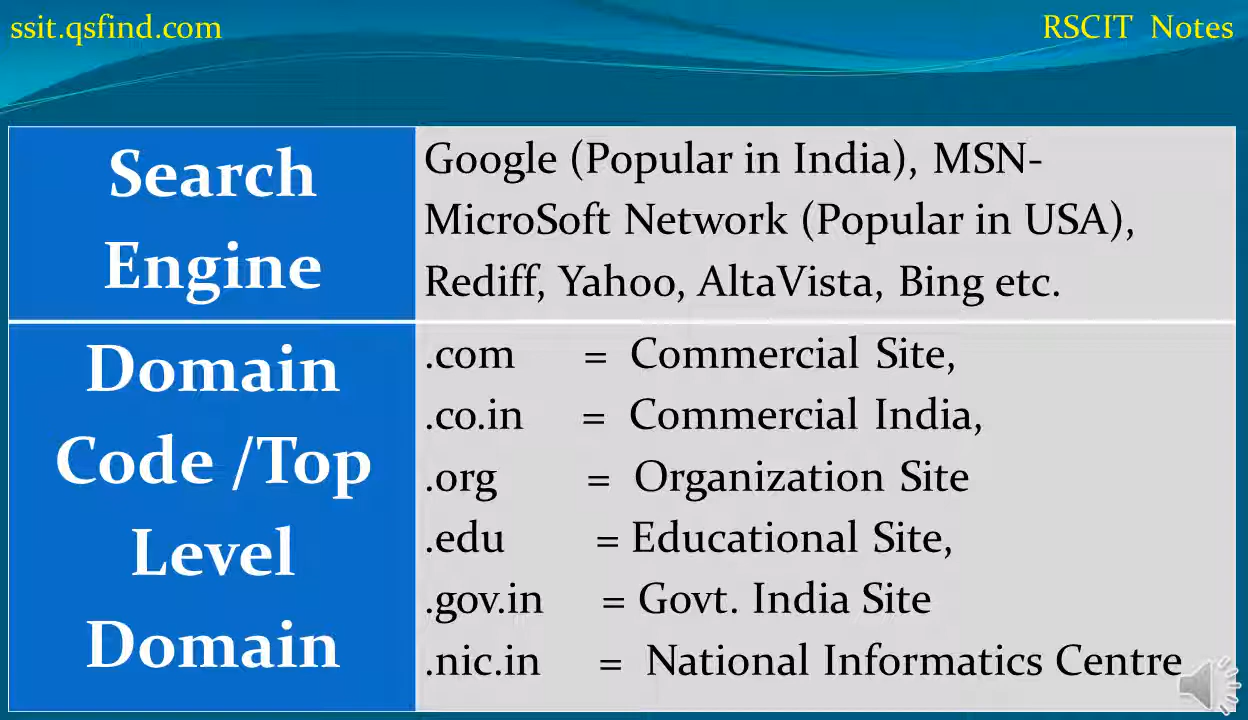 ssit.qsfind.com
RSCIT Notes
Search
Engine
Google (Popular in India), MSN-
MicroSoft Network (Popular in USA),
Rediff, Yahoo, AltaVista, Bing etc.
Domain
Code /Top
Level
Domain
.com = Commercial Site,
.co.in = Commercial India,
.org = Organization Site
.edu = Educational Site,
.gov.in = Govt. India Site
.nic.in = National Informatics Centre